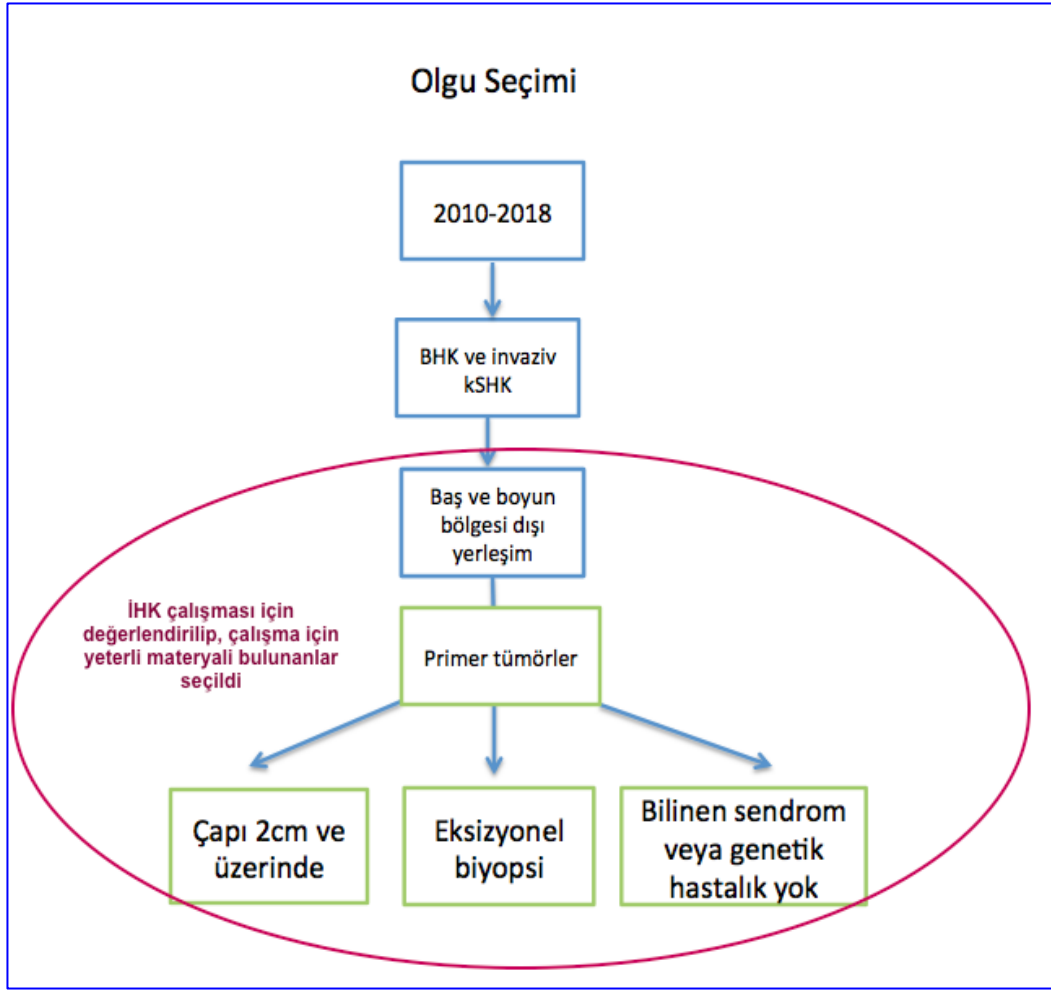 Olgu Seçimi
2010-2018
BHK ve invaziv
kSHK
Baş ve boyun
bölgesi dışı
yerleşim
İHK çalışması için
değerlendirilip, çalışma için
yeterli materyali bulunanlar
seçildi
Primer tümörler
Çapı 2cm ve
üzerinde
Eksizyonel
biyopsi
Bilinen sendrom
veya genetik
hastalık yok